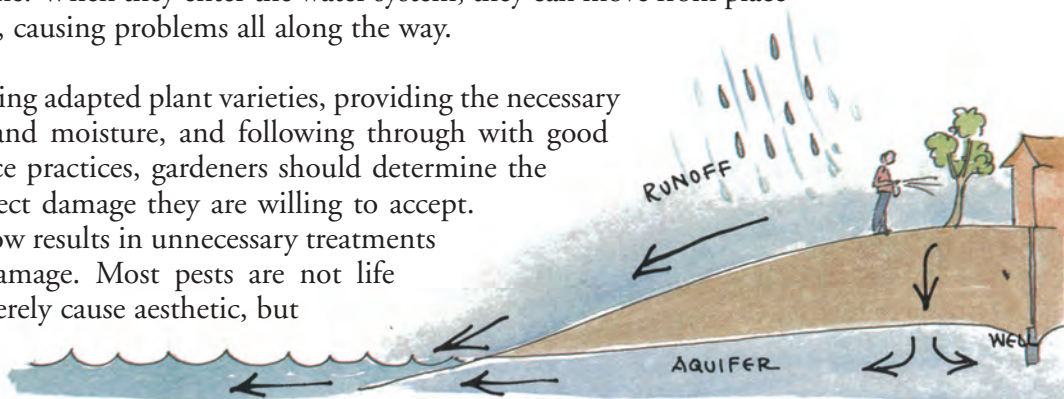 When they enter the water system, they can move from place
, causing problems all along the way.
ing adapted plant varieties, providing the necessary
and moisture, and following through with good
ce practices, gardeners should determine the
ect damage they are willing to accept.
ow results in unnecessary treatments
amage. Most pests are not life
erely cause aesthetic, but
RUNOFF
AQUIFER
WELL